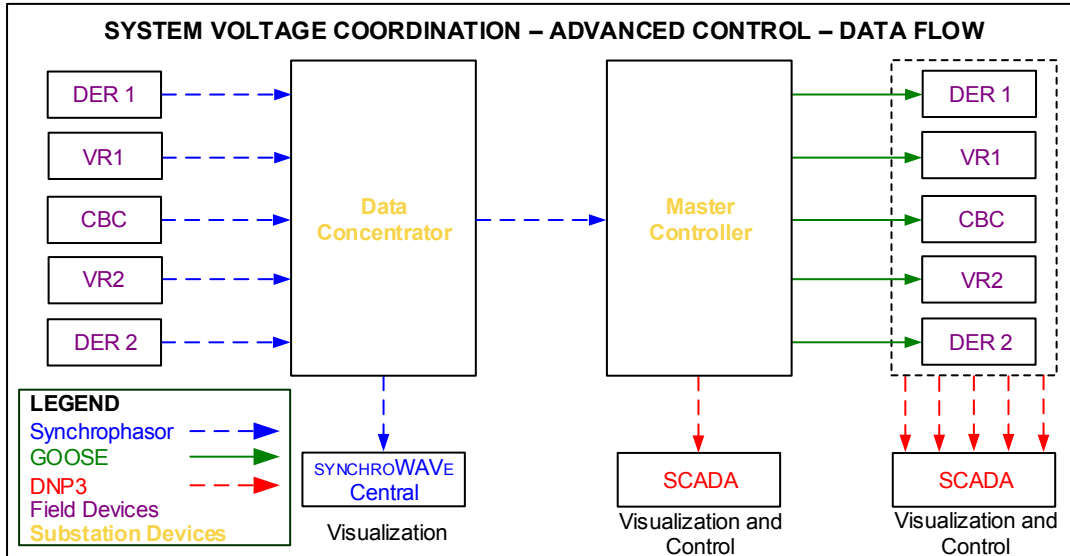 SYSTEM VOLTAGE COORDINATION – ADVANCED CONTROL – DATA FLOW
DER 1
VR1
CBC
VR2
DER 2
Data
Concentrator
Master
Controller
DER 1
VR1
CBC
VR2
DER 2
LEGEND
Synchrophasor
GOOSE
DNP3
Field Devices
Substation Devices
SYNCHROWAVE
Central
Visualization
SCADA
Visualization and
Control
SCADA
Visualization and
Control